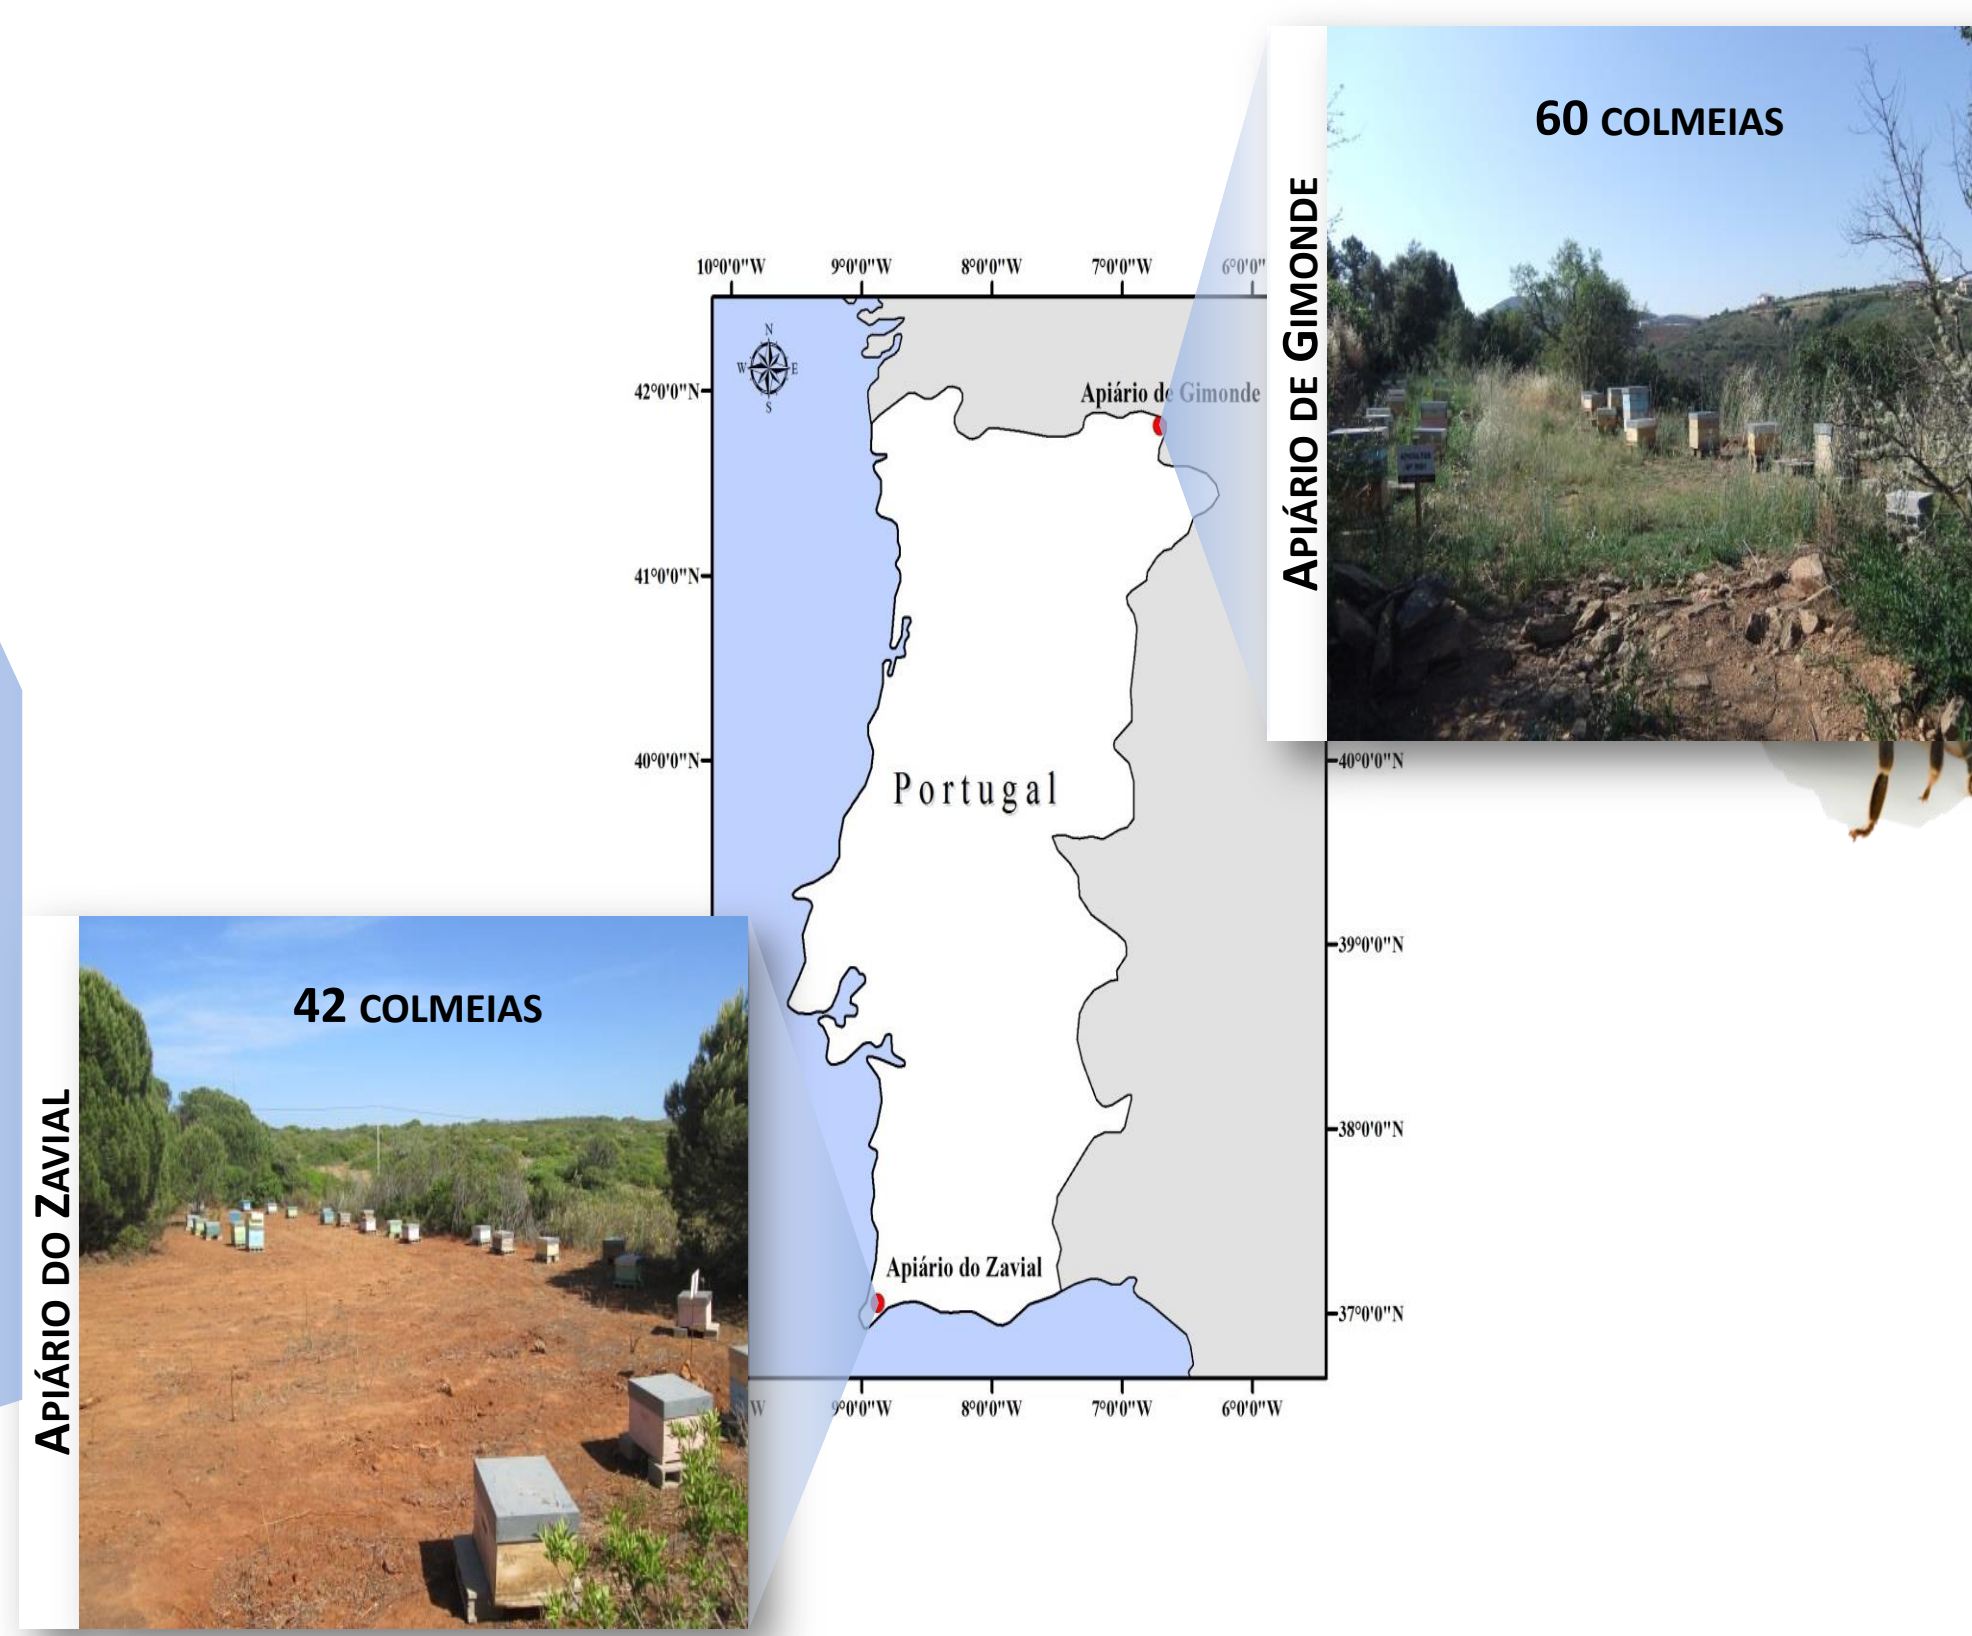 60 COLMEIAS
APIÁRIO DE GIMONDE
10°0'0"W 9°0'0"W 8°0'0"W 7°0'0"W 6°0'0"
N
W E
S
42°0'0"N
Apiário de Gimonde
41°0'0"N
40°0'0"N
40°0'0"N
Portugal
39°0'0"N
42 COLMEIAS
APIÁRIO DO ZAVIAL
38°0'0"N
Apiário do Zavial
37°0'0"N
W 9°0'0"W 8°0'0"W 7°0'0"W 6°0'0"W